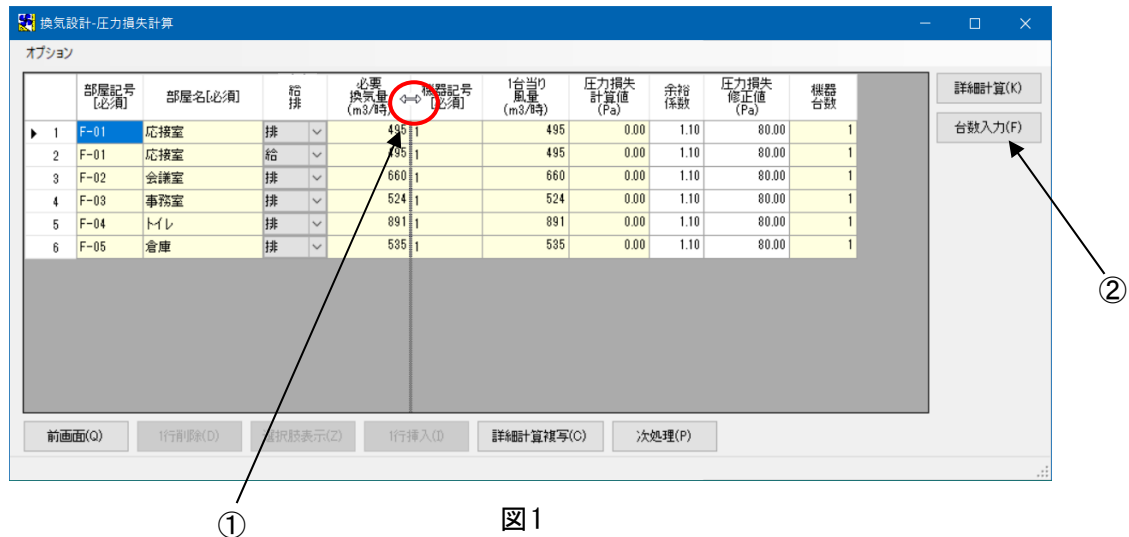 換気設計-圧力損失計算
オプション
部屋記号[必須] 部屋名[必須] 給排 必要換気量(m3/時) 機器記号[必須] 1台当り風量(m3/時) 圧力損失計算値(Pa) 余裕係数 圧力損失修正値(Pa) 機器台数
1 F-01 応接室 排 495 1 495 0.00 1.10 80.00 1
2 F-01 応接室 給 495 1 495 0.00 1.10 80.00 1
3 F-02 会議室 排 660 1 660 0.00 1.10 80.00 1
4 F-03 事務室 排 524 1 524 0.00 1.10 80.00 1
5 F-04 トイレ 排 891 1 891 0.00 1.10 80.00 1
6 F-05 倉庫 排 535 1 535 0.00 1.10 80.00 1
詳細計算(K)
台数入力(F)
②
前画面(Q) 1行削除(D) 選択肢表示(Z) 1行挿入(I) 詳細計算複写(C) 次処理(P)
①
図1